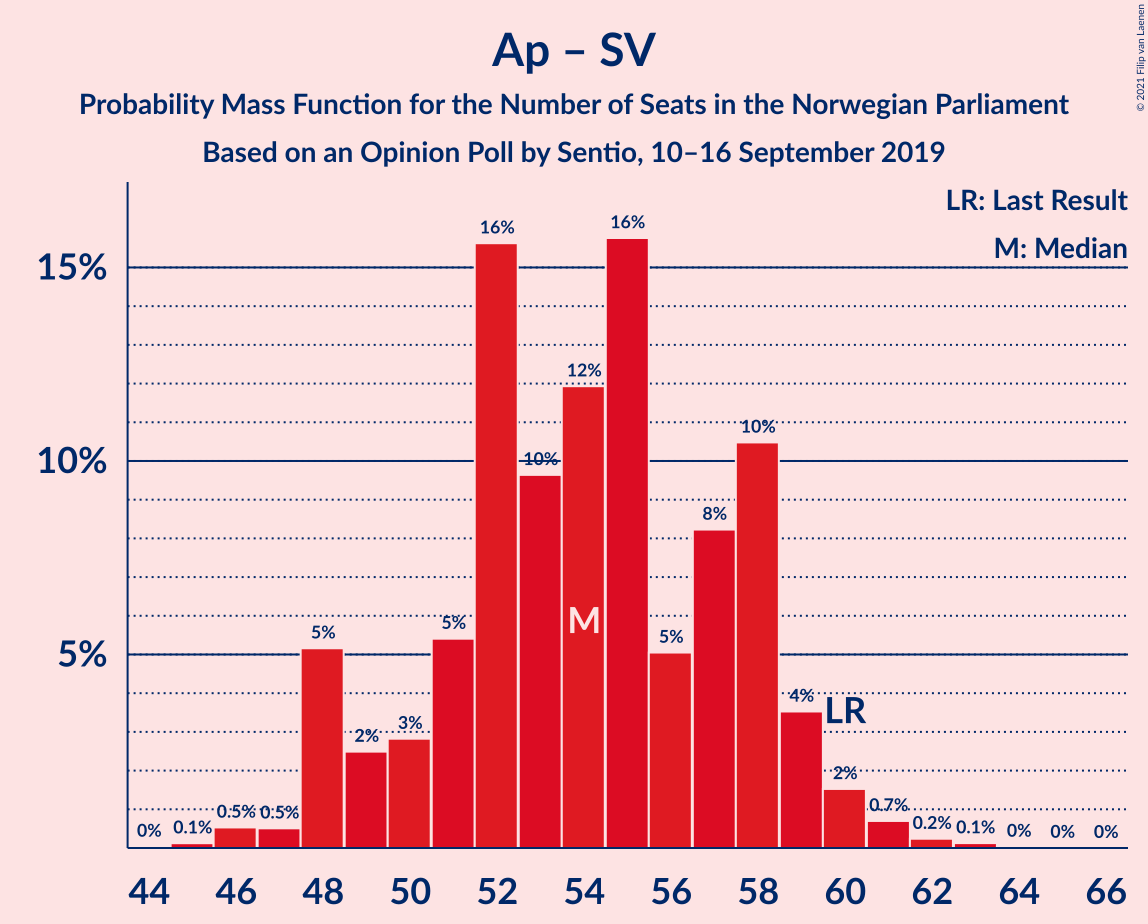 Ap – SV
Probability Mass Function for the Number of Seats in the Norwegian Parliament
Based on an Opinion Poll by Sentio, 10–16 September 2019
© 2021 Filip van Laenen
LR: Last Result
M: Median
15%
10%
5%
0%
0.1%
0.5%
0.5%
5%
2%
3%
5%
16%
10%
12%
16%
5%
8%
10%
4%
2%
0.7%
0.2%
0.1%
0%
0%
0%
M
LR
44 46 48 50 52 54 56 58 60 62 64 66